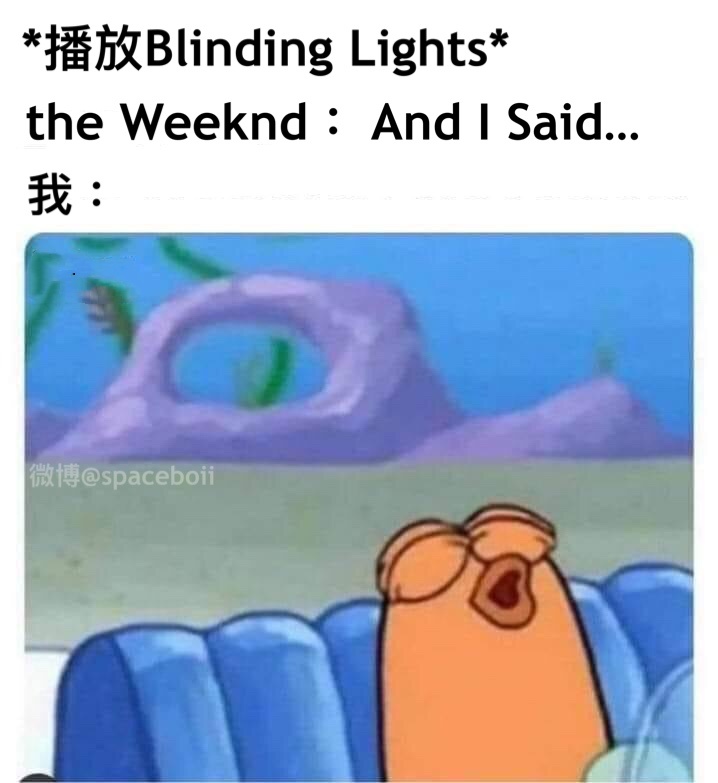 *播放Blinding Lights*
the Weeknd： And I Said...
我：
微博@spaceboii